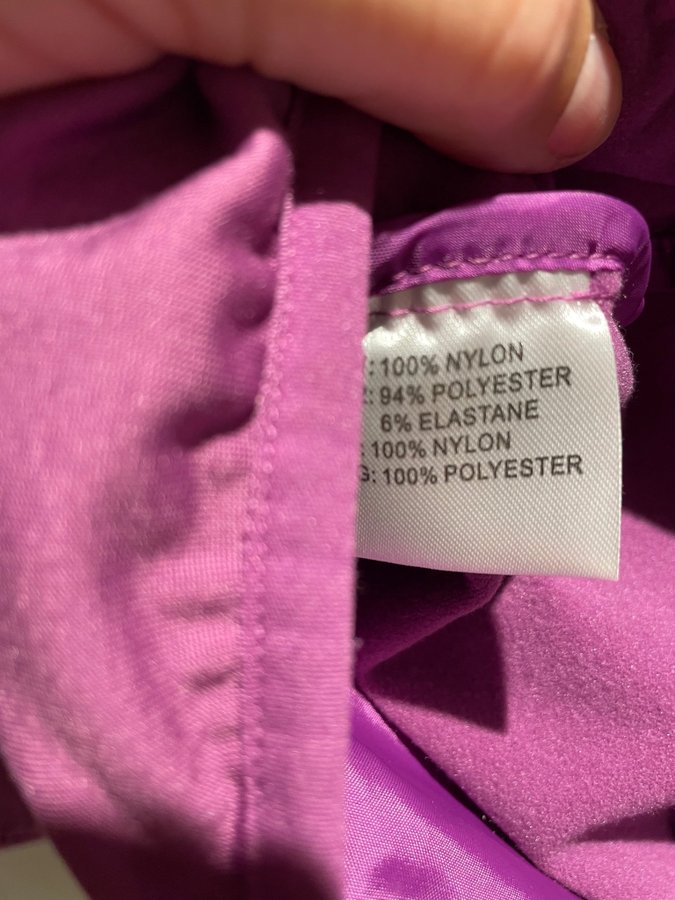 : 100% NYLON
: 94% POLYESTER
6% ELASTANE
: 100% NYLON
G: 100% POLYESTER